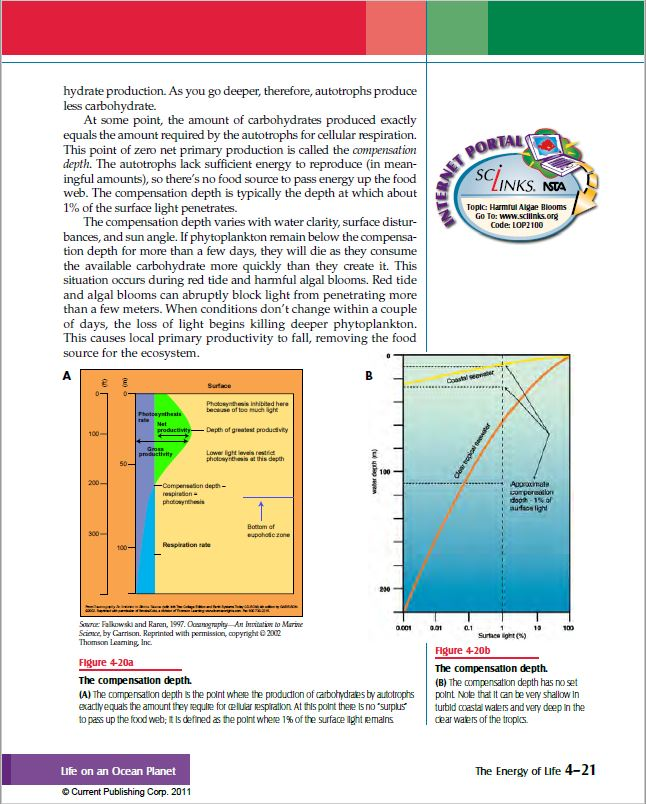 hydrate production. As you go deeper, therefore, autotrophs produce
less carbohydrate.
At some point, the amount of carbohydrates produced exactly
equals the amount required by the autotrophs for cellular respiration.
This point of zero net primary production is called the compensation
depth. The autotrophs lack sufficient energy to reproduce (in mean-
ingful amounts), so there's no food source to pass energy up the food
web. The compensation depth is typically the depth at which about
1% of the surface light penetrates.
The compensation depth varies with water clarity, surface distur-
bances, and sun angle. If phytoplankton remain below the compensa-
tion depth for more than a few days, they will die as they consume
the available carbohydrate more quickly than they create it. This
situation occurs during red tide and harmful algal blooms. Red tide
and algal blooms can abruptly block light from penetrating more
than a few meters. When conditions don't change within a couple
of days, the loss of light begins killing deeper phytoplankton.
This causes local primary productivity to fall, removing the food
source for the ecosystem.
INTERNET PORTAL
SCiLINKS. NSTA
Topic: Harmful Algae Blooms
Go To: www.scilinks.org
Code: LOP2100
A
(ft)
(m)
Surface
0
0
Photosynthesis
rate
Photosynthesis inhibited here
because of too much light
Net
productivity
Depth of greatest productivity
100
Gross
productivity
Lower light levels restrict
photosynthesis at this depth
50
200
Compensation depth –
respiration =
photosynthesis
Bottom of
eupohotic zone
300
100
Respiration rate
Source: Falkowski and Raren, 1997. Oceanography—An Invitation to Marine
Science, by Garrison. Reprinted with permission, copyright © 2002
Thomson Learning, Inc.
Figure 4-20a
The compensation depth.
(A) The compensation depth is the point where the production of carbohydrates by autotrophs
exactly equals the amount they require for cellular respiration. At this point there is no "surplus"
to pass up the food web; it is defined as the point where 1% of the surface light remains.
B
0
Coastal seawater
Clear tropical seawater
water depth (m)
100
Approximate
compensation
depth - 1% of
surface light
200
0.001 0.01 0.1 1 10 100
Surface light (%)
Figure 4-20b
The compensation depth.
(B) The compensation depth has no set
point. Note that it can be very shallow in
turbid coastal waters and very deep in the
clear waters of the tropics.
Life on an Ocean Planet
The Energy of Life 4–21
© Current Publishing Corp. 2011